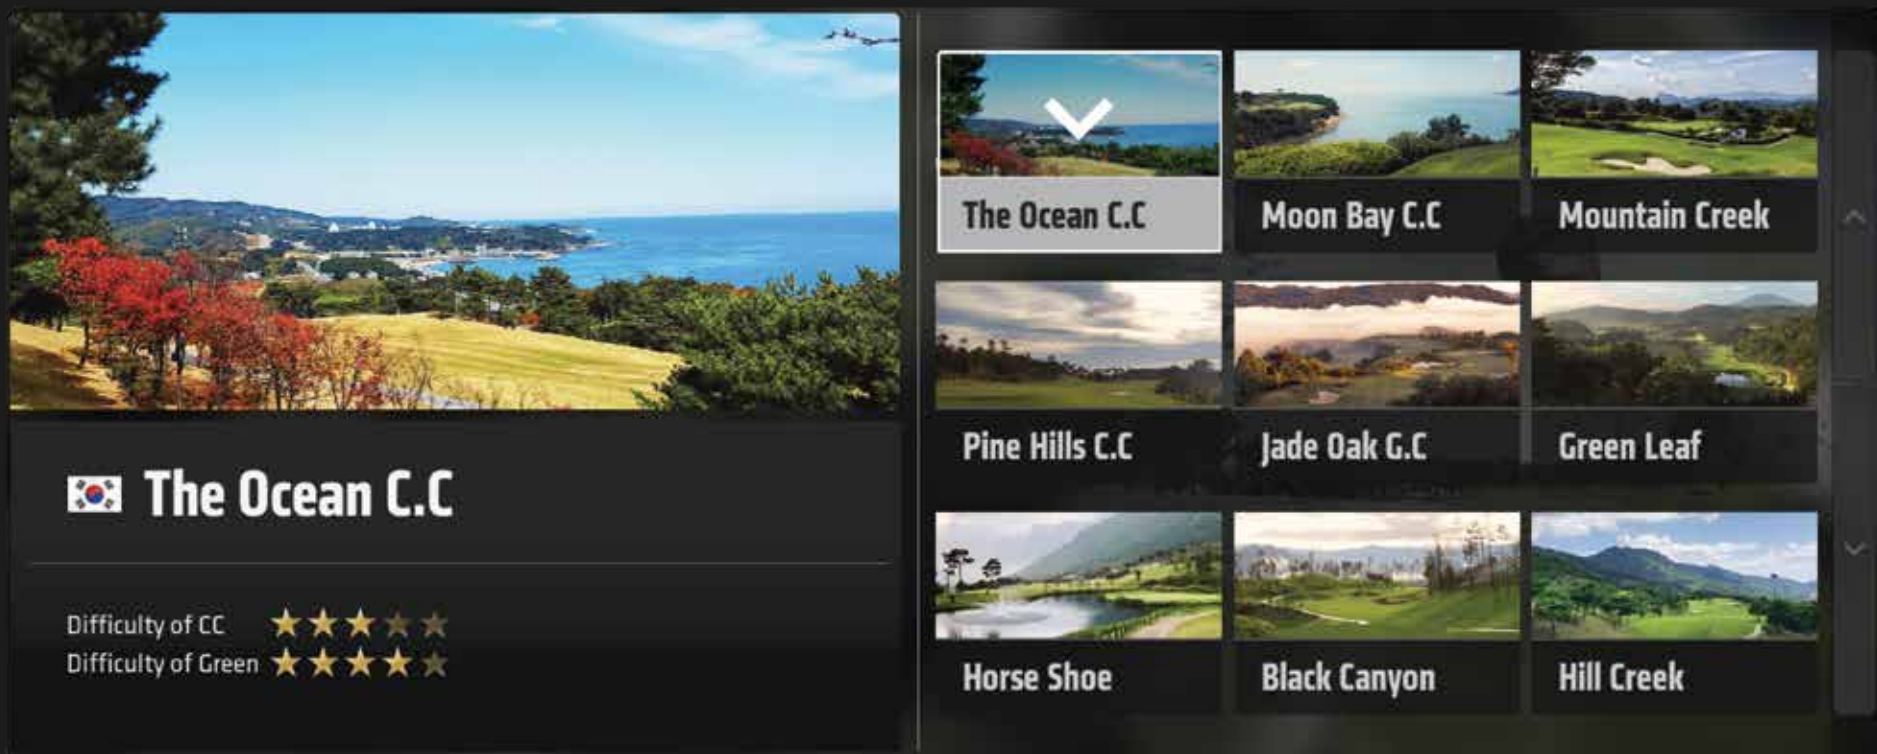 The Ocean C.C
Difficulty of CC
Difficulty of Green
The Ocean C.C
Moon Bay C.C
Mountain Creek
Pine Hills C.C
Jade Oak G.C
Green Leaf
Horse Shoe
Black Canyon
Hill Creek